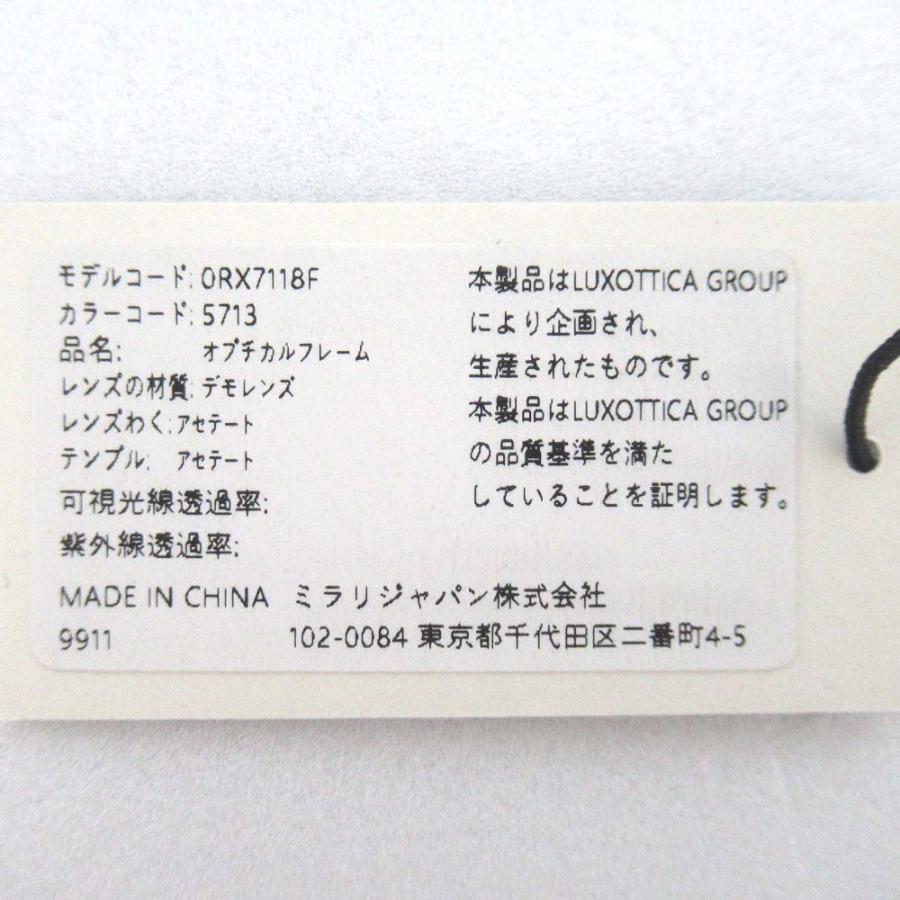 モデルコード: 0RX7118F
カラーコード: 5713
品名: オプチカルフレーム
レンズの材質: デモレンズ
レンズわく: アセテート
テンプル: アセテート
可視光線透過率:
紫外線透過率:
本製品はLUXOTTICA GROUP
により企画され、
生産されたものです。
本製品はLUXOTTICA GROUP
の品質基準を満た
していることを証明します。
MADE IN CHINA ミラリジャパン株式会社
9911 102-0084 東京都千代田区二番町4-5